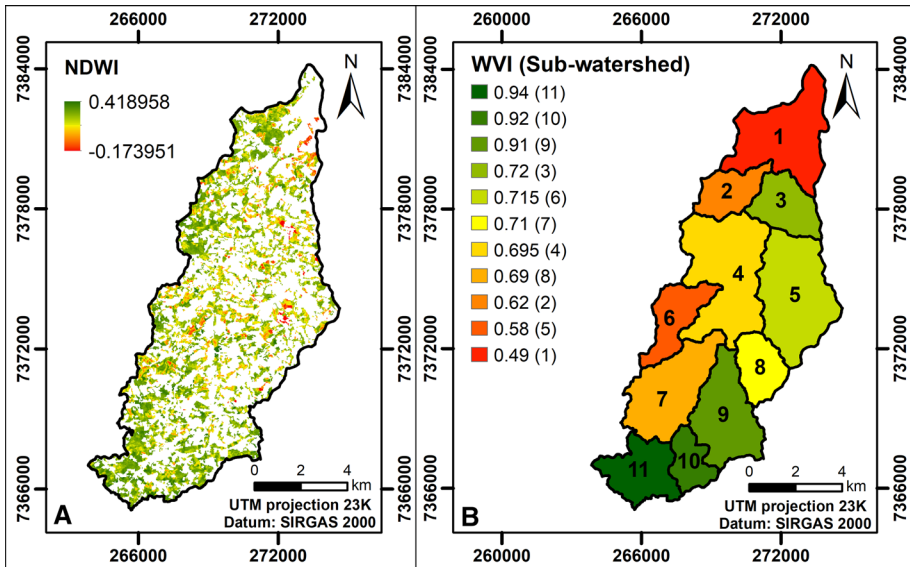 266000 272000
NDWI
0.418958
-0.173951
N
7384000
7378000
7372000
7366000
7384000
7378000
7372000
7366000
0 2 4
km
UTM projection 23K
Datum: SIRGAS 2000
A
266000 272000
260000 266000 272000
WVI (Sub-watershed)
0.94 (11)
0.92 (10)
0.91 (9)
0.72 (3)
0.715 (6)
0.71 (7)
0.695 (4)
0.69 (8)
0.62 (2)
0.58 (5)
0.49 (1)
N
1
2
3
4
5
6
7
8
9
10
11
7384000
7378000
7372000
7366000
0 2 4
km
UTM projection 23K
Datum: SIRGAS 2000
B
260000 266000 272000